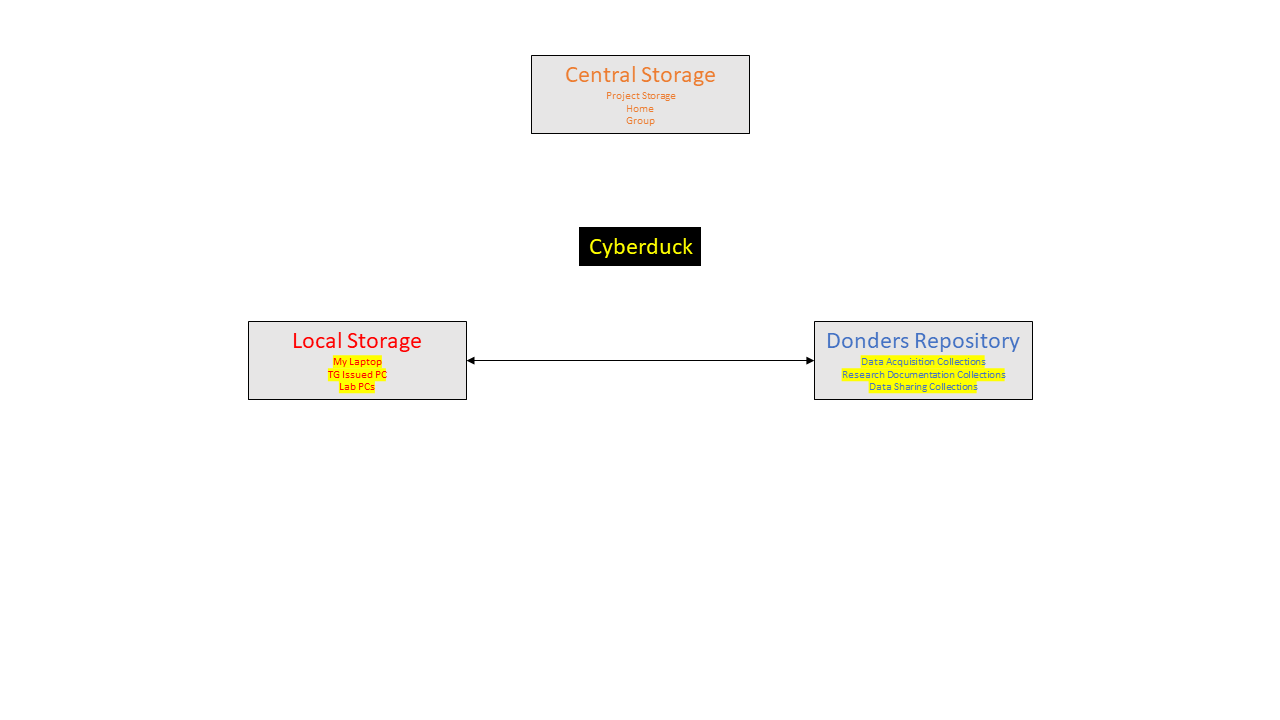 Central Storage
Project Storage
Home
Group
Cyberduck
Local Storage
My Laptop
TG Issued PC
Lab PCs
Donders Repository
Data Acquisition Collections
Research Documentation Collections
Data Sharing Collections